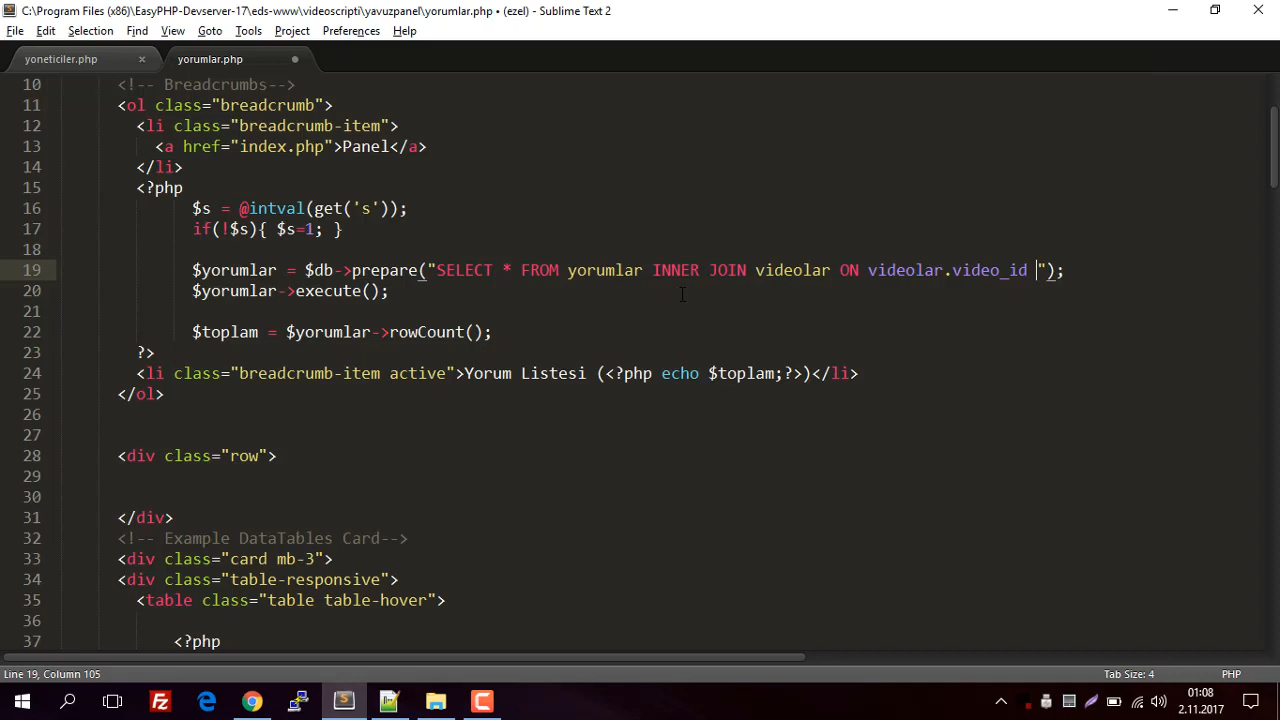 C:\Program Files (x86)\EasyPHP-Devserver-17\eds-www\videoscripti\yavuzpanel\yorumlar.php • (ezel) - Sublime Text 2
File Edit Selection Find View Goto Tools Project Preferences Help
yoneticiler.php × yorumlar.php
10 <!-- Breadcrumbs-->
11 <ol class="breadcrumb">
12 <li class="breadcrumb-item">
13 <a href="index.php">Panel</a>
14 </li>
15 <?php
16 $s = @intval(get('s'));
17 if(!$s){ $s=1; }
18
19 $yorumlar = $db->prepare("SELECT * FROM yorumlar INNER JOIN videolar ON videolar.video_id ");
20 $yorumlar->execute();
21
22 $toplam = $yorumlar->rowCount();
23 ?>
24 <li class="breadcrumb-item active">Yorum Listesi (<?php echo $toplam;?>)</li>
25 </ol>
26
27
28 <div class="row">
29
30
31 </div>
32 <!-- Example DataTables Card-->
33 <div class="card mb-3">
34 <div class="table-responsive">
35 <table class="table table-hover">
36
37 <?php
Line 19, Column 105 Tab Size: 4 PHP
01:08
2.11.2017